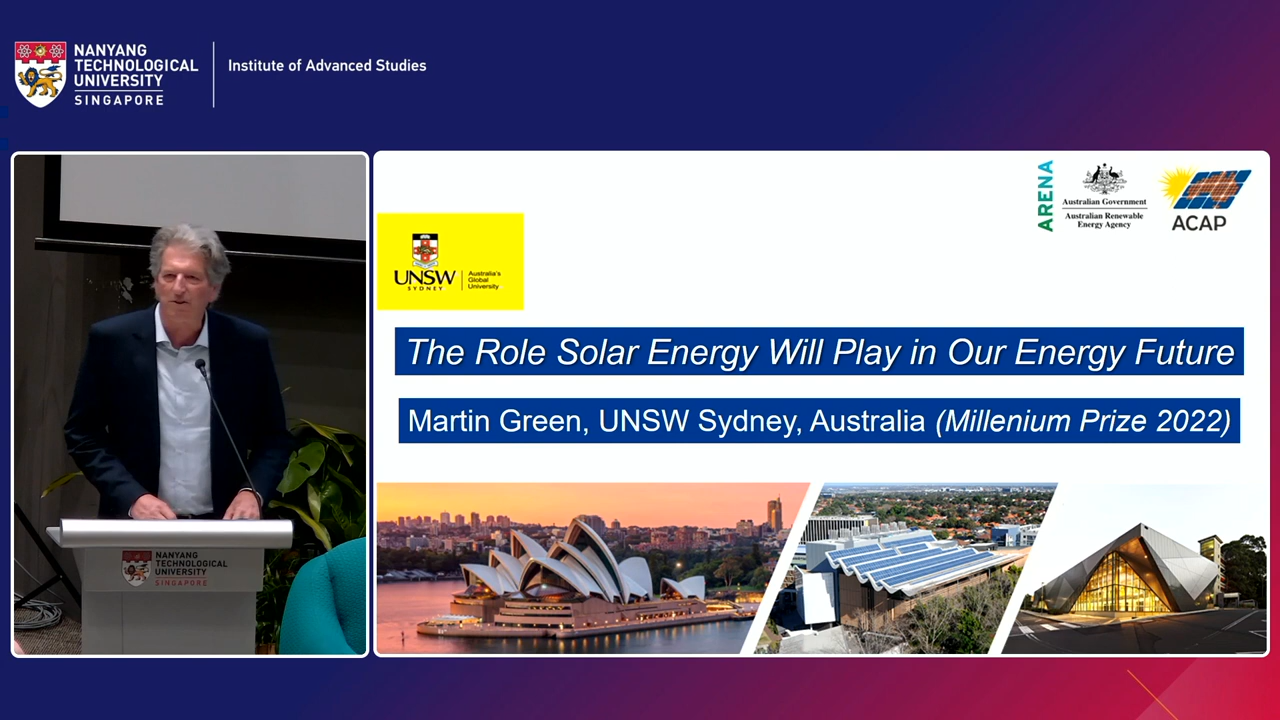 NANYANG
TECHNOLOGICAL
UNIVERSITY
SINGAPORE
Institute of Advanced Studies
ARENA
Australian Government
Australian Renewable
Energy Agency
ACAP
UNSW
SYDNEY
Australia's
Global
University
The Role Solar Energy Will Play in Our Energy Future
Martin Green, UNSW Sydney, Australia (Millenium Prize 2022)
NANYANG
TECHNOLOGICAL
UNIVERSITY
SINGAPORE